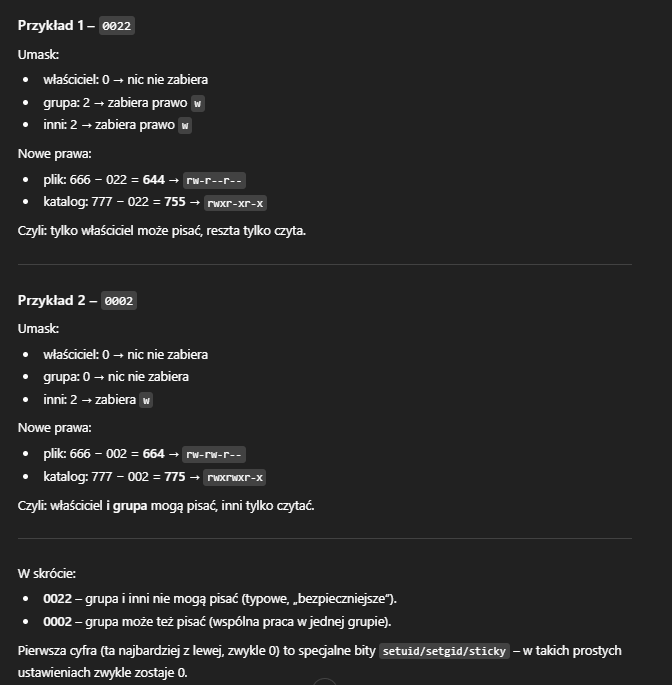 Przykład 1 – 0022
Umask:
• właściciel: 0 → nic nie zabiera
• grupa: 2 → zabiera prawo w
• inni: 2 → zabiera prawo w
Nowe prawa:
• plik: 666 − 022 = 644 → rw-r--r--
• katalog: 777 − 022 = 755 → rwxr-xr-x
Czyli: tylko właściciel może pisać, reszta tylko czyta.
Przykład 2 – 0002
Umask:
• właściciel: 0 → nic nie zabiera
• grupa: 0 → nic nie zabiera
• inni: 2 → zabiera w
Nowe prawa:
• plik: 666 − 002 = 664 → rw-rw-r--
• katalog: 777 − 002 = 775 → rwxrwxr-x
Czyli: właściciel i grupa mogą pisać, inni tylko czytać.
W skrócie:
• 0022 – grupa i inni nie mogą pisać (typowe, „bezpieczniejsze”).
• 0002 – grupa może też pisać (wspólna praca w jednej grupie).
Pierwsza cyfra (ta najbardziej z lewej, zwykle 0) to specjalne bity setuid/setgid/sticky – w takich prostych
ustawieniach zwykle zostaje 0.